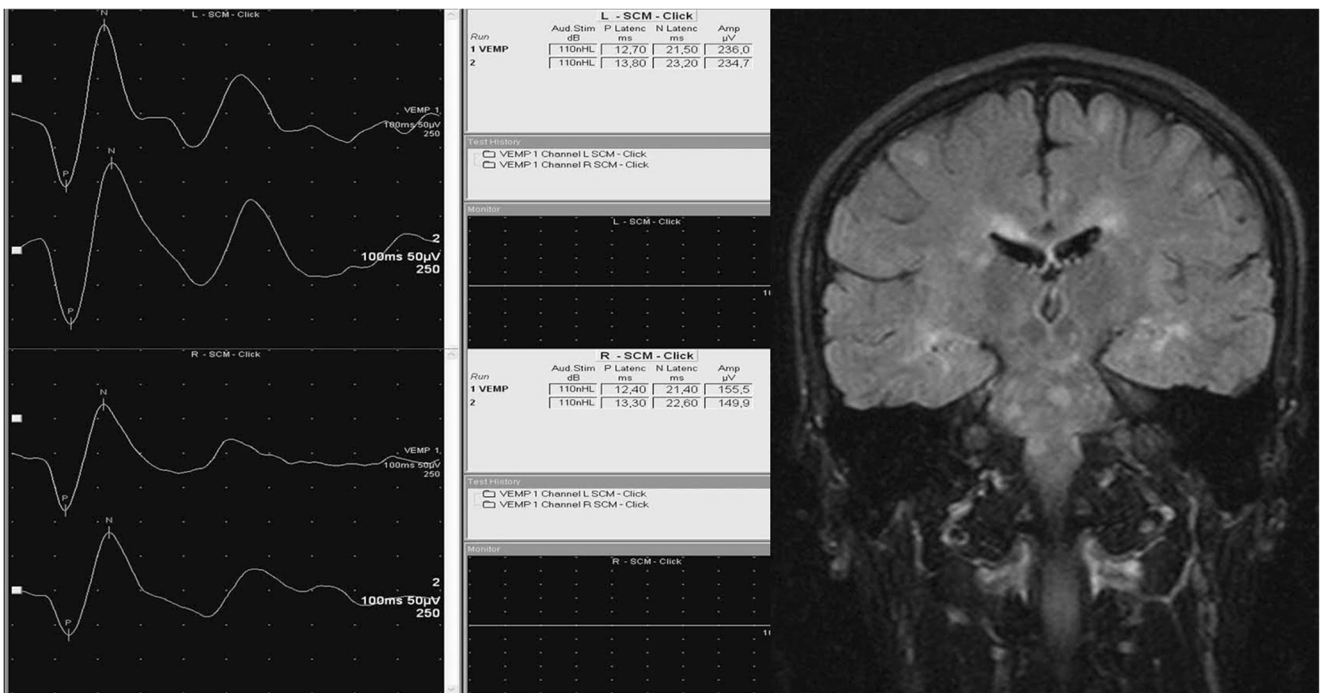 L - SCM - Click
N
P
VEMP 1
100ms 50µV
250
N
P
2
100ms 50µV
250
L - SCM - Click
Aud.Stim P Latenc N Latenc Amp
Run dB ms ms µV
1 VEMP 110nHL 12,70 21,50 236,0
2 110nHL 13,80 23,20 234,7
Test History
VEMP 1 Channel L SCM - Click
VEMP 1 Channel R SCM - Click
Monitor
L - SCM - Click
R - SCM - Click
N
P
VEMP 1
100ms 50µV
250
N
P
2
100ms 50µV
250
R - SCM - Click
Aud.Stim P Latenc N Latenc Amp
Run dB ms ms µV
1 VEMP 110nHL 12,40 21,40 155,5
2 110nHL 13,30 22,60 149,9
Test History
VEMP 1 Channel L SCM - Click
VEMP 1 Channel R SCM - Click
Monitor
R - SCM - Click